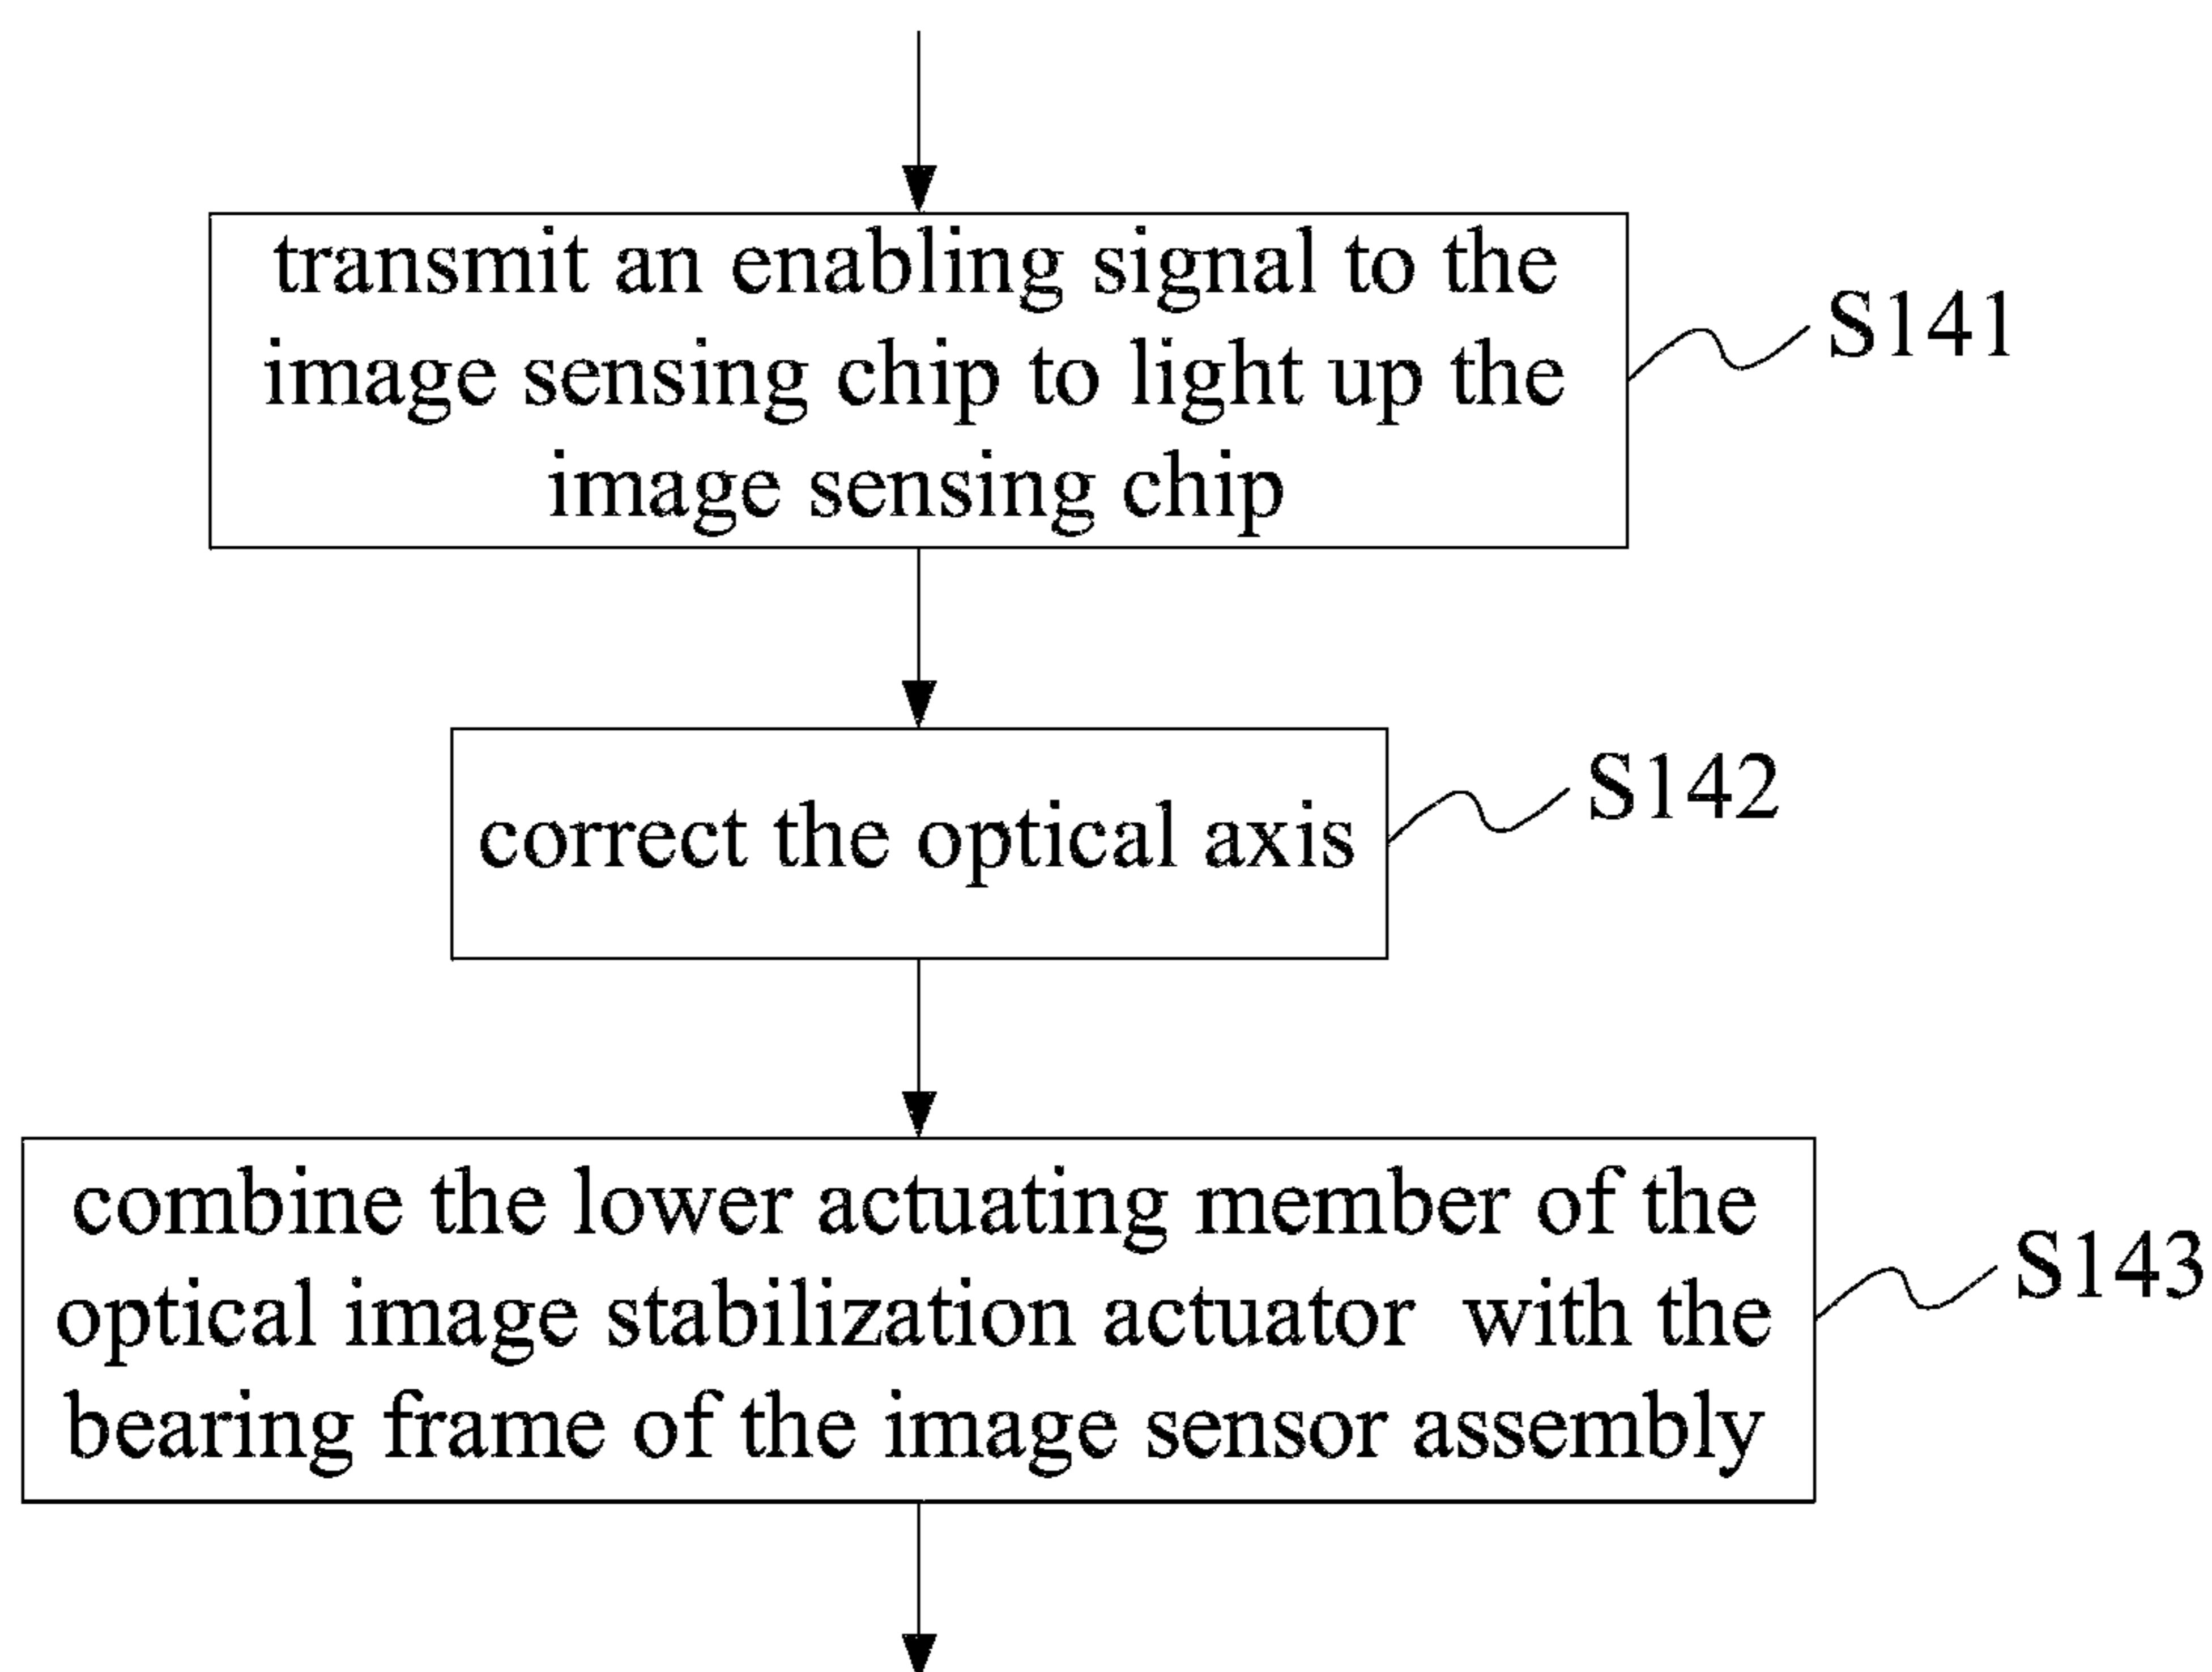 transmit an enabling signal to the
image sensing chip to light up the
image sensing chip
S141
correct the optical axis
S142
combine the lower actuating member of the
optical image stabilization actuator with the
bearing frame of the image sensor assembly
S143